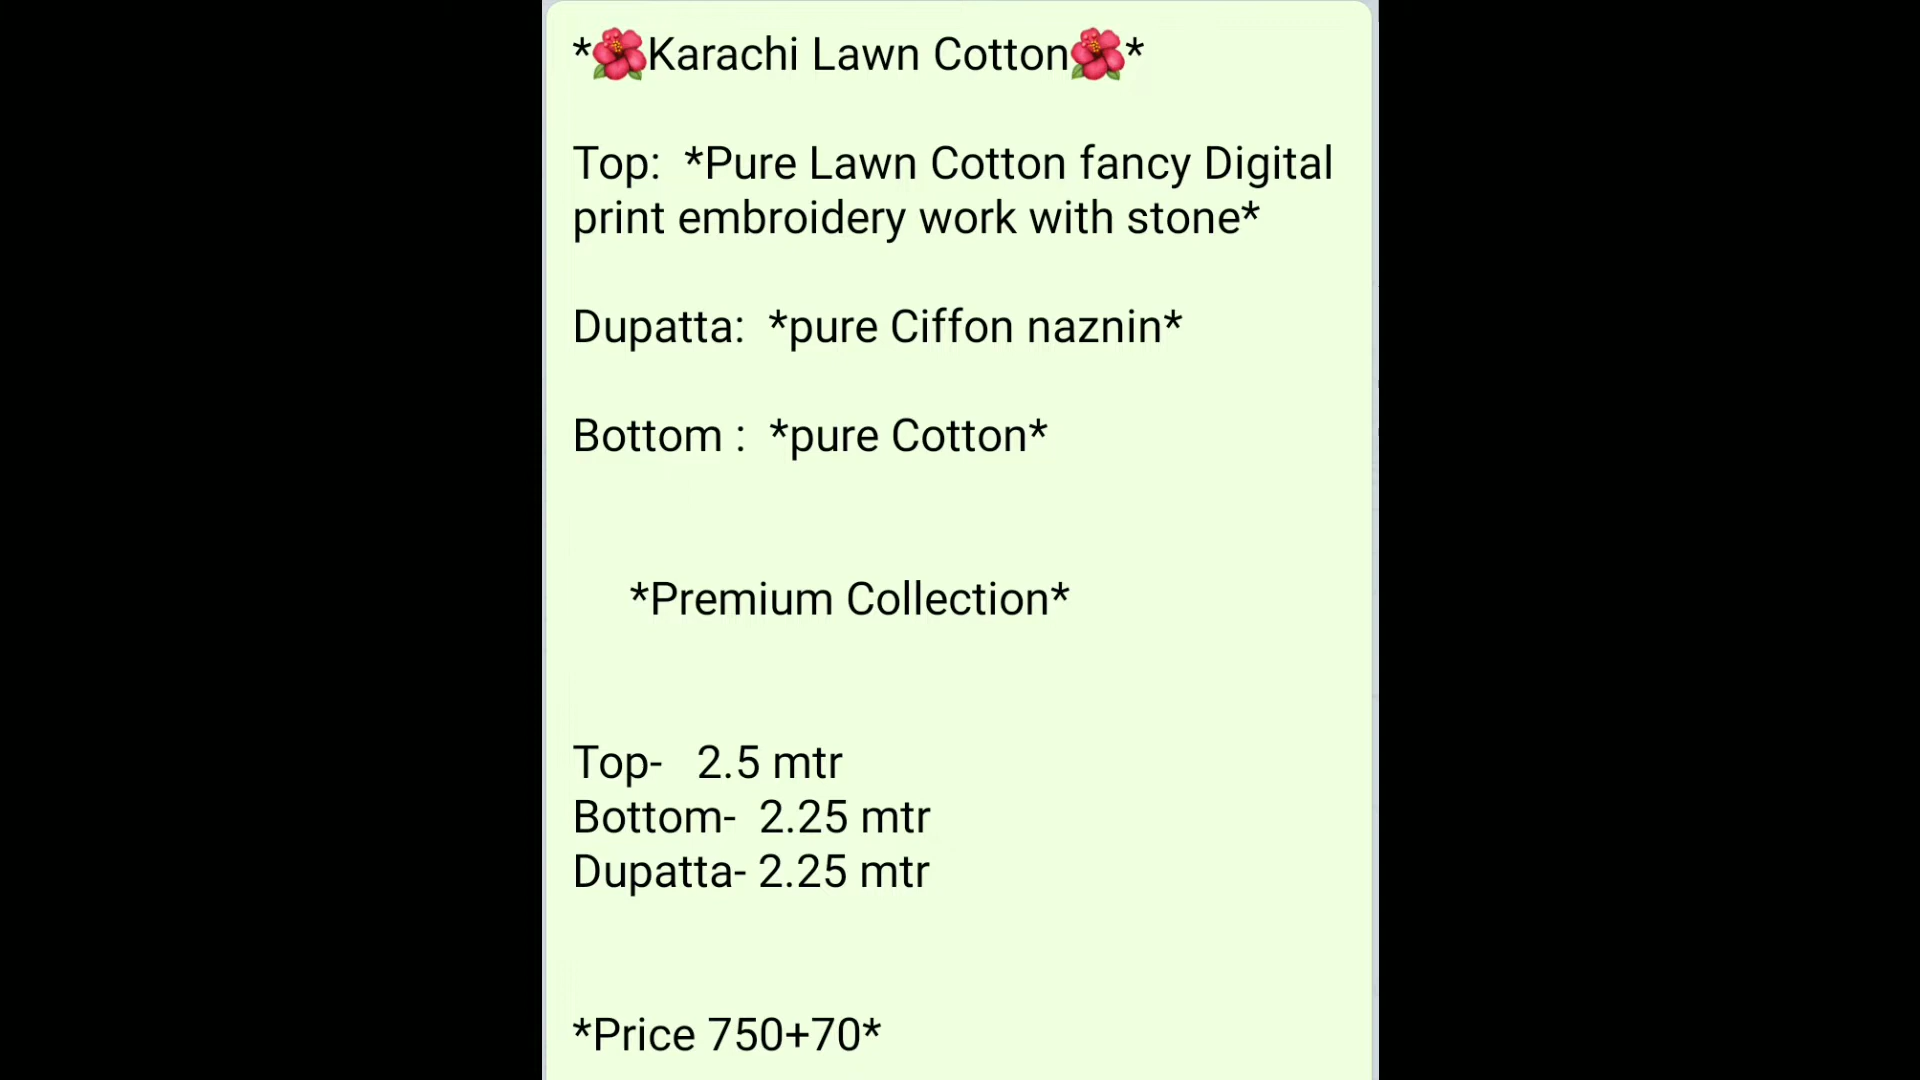 *🌺Karachi Lawn Cotton🌺*
Top:  *Pure Lawn Cotton fancy Digital
print embroidery work with stone*
Dupatta:  *pure Ciffon naznin*
Bottom :  *pure Cotton*
*Premium Collection*
Top-   2.5 mtr
Bottom-  2.25 mtr
Dupatta- 2.25 mtr
*Price 750+70*